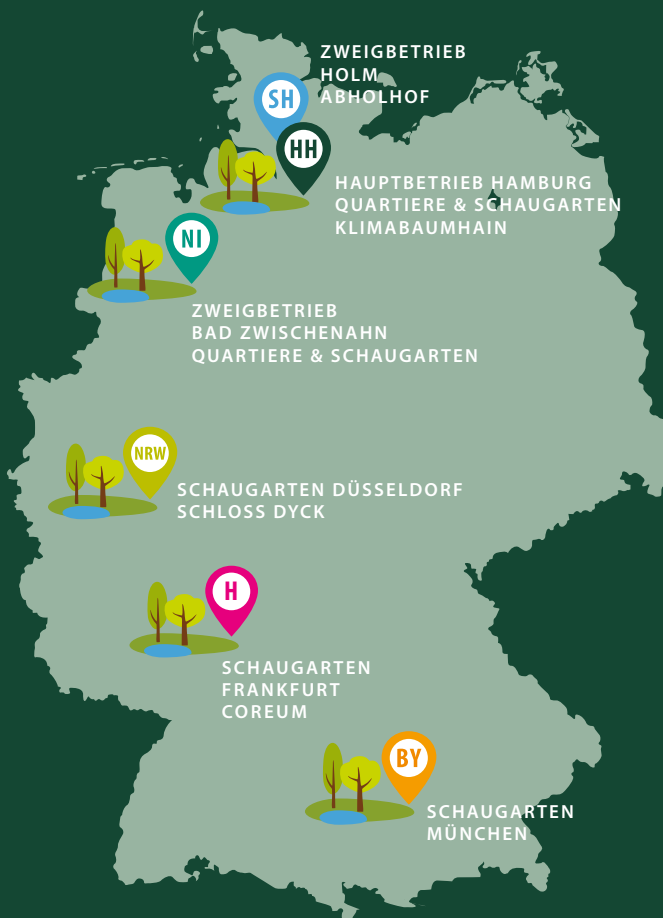 ZWEIGBETRIEB
HOLM
ABHOLHOF
SH
HH
HAUPTBETRIEB HAMBURG
QUARTIERE & SCHAUGARTEN
KLIMABAUMHAIN
NI
ZWEIGBETRIEB
BAD ZWISCHENAHN
QUARTIERE & SCHAUGARTEN
NRW
SCHAUGARTEN DÜSSELDORF
SCHLOSS DYCK
H
SCHAUGARTEN
FRANKFURT
COREUM
BY
SCHAUGARTEN
MÜNCHEN